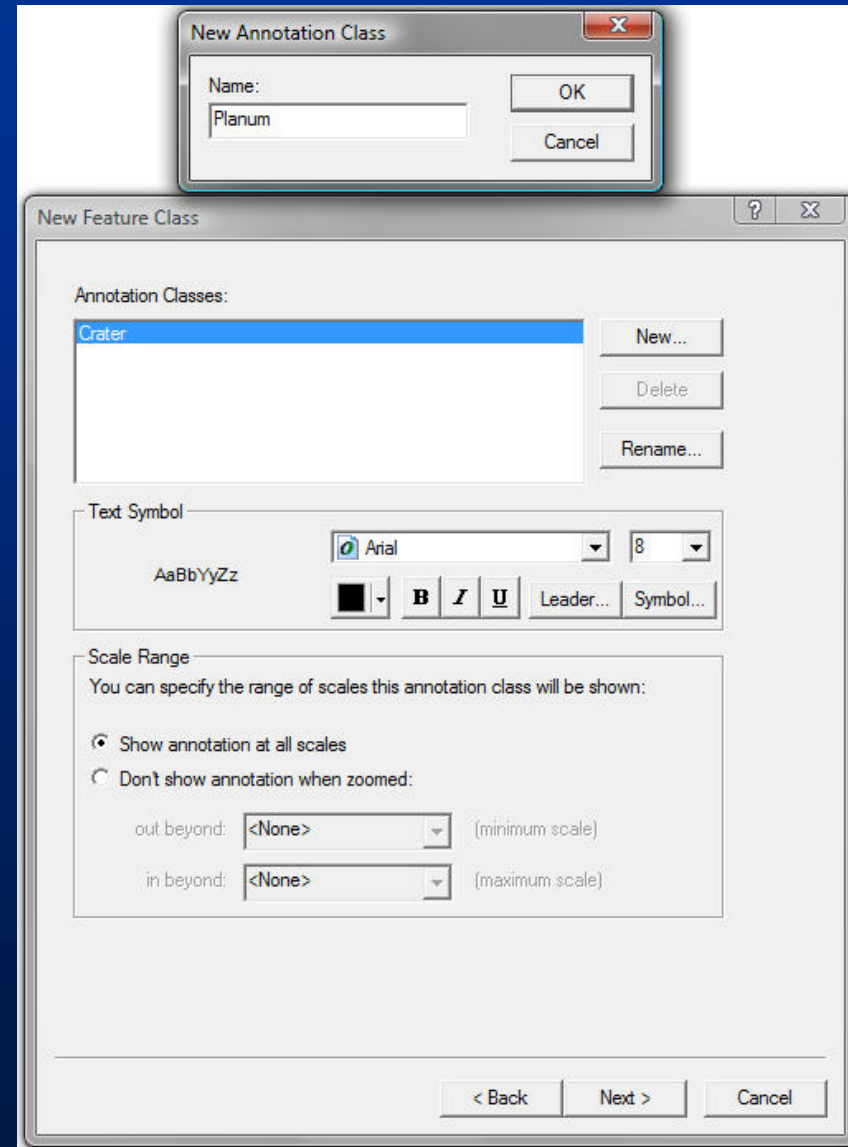 New Annotation Class
Name:
Planum
OK
Cancel
New Feature Class
Annotation Classes:
Crater
New...
Delete
Rename...
Text Symbol
AaBbYyZz
Arial
8
B I U Leader... Symbol...
Scale Range
You can specify the range of scales this annotation class will be shown:
Show annotation at all scales
Don't show annotation when zoomed:
out beyond: <None> (minimum scale)
in beyond: <None> (maximum scale)
< Back Next > Cancel